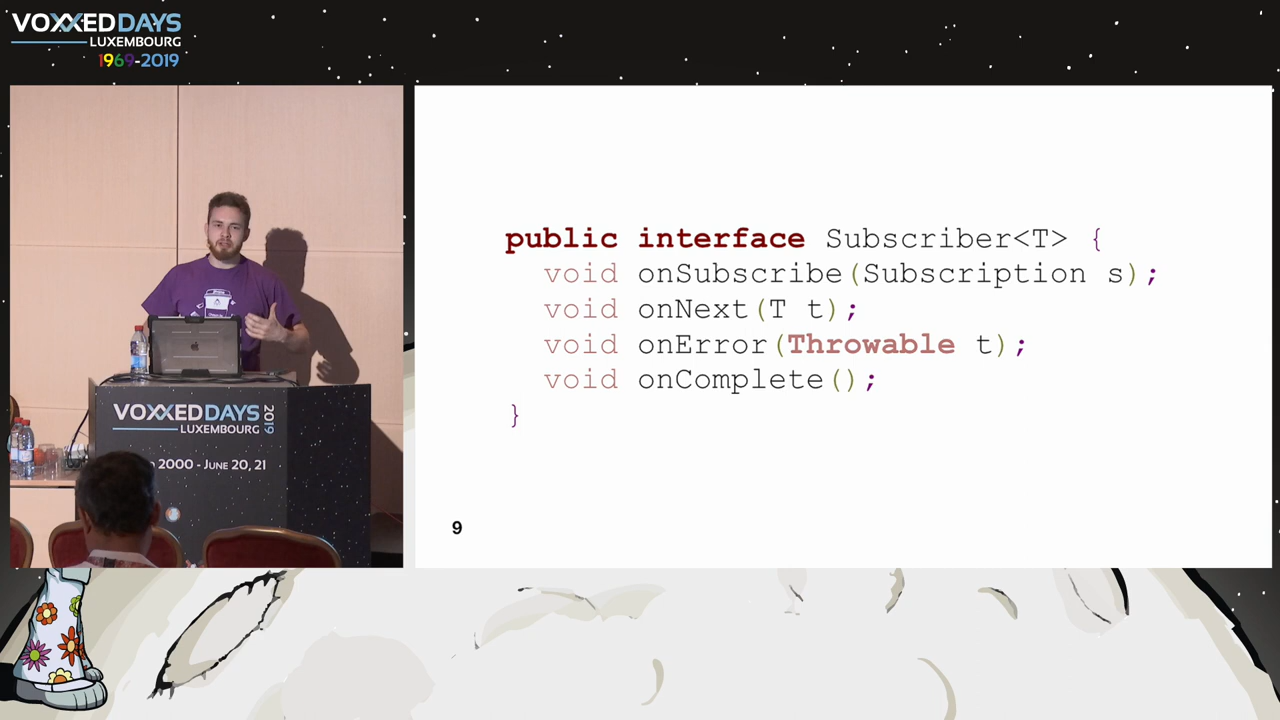 VOXXED DAYS
LUXEMBOURG
1969-2019
public interface Subscriber<T> {
void onSubscribe(Subscription s);
void onNext(T t);
void onError(Throwable t);
void onComplete();
}
9
VOXXED DAYS
LUXEMBOURG
2019
2000 - JUNE 20, 21